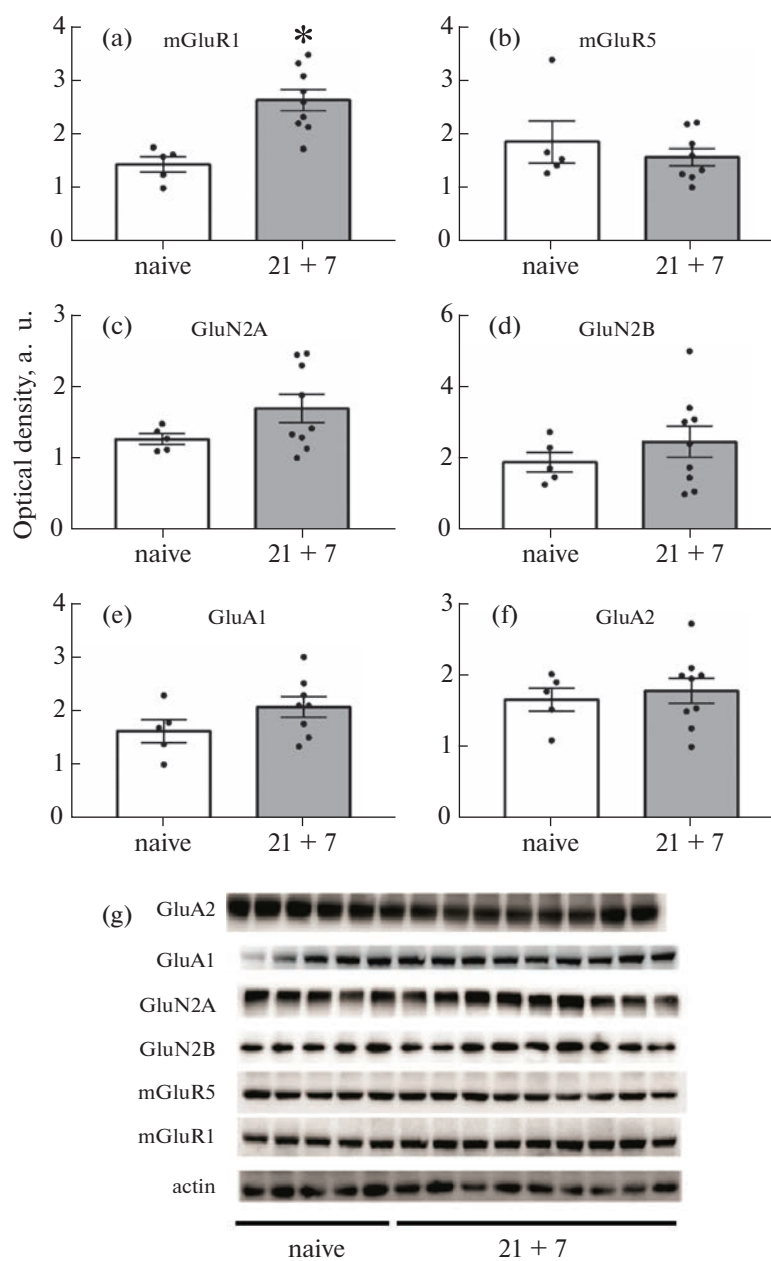 (a) mGluR1
*
4
3
2
1
0
naive 21 + 7
(b) mGluR5
4
3
2
1
0
naive 21 + 7
Optical density, a. u.
(c) GluN2A
3
2
1
0
naive 21 + 7
(d) GluN2B
6
4
2
0
naive 21 + 7
(e) GluA1
4
3
2
1
0
naive 21 + 7
(f) GluA2
3
2
1
0
naive 21 + 7
(g) GluA2
GluA1
GluN2A
GluN2B
mGluR5
mGluR1
actin
naive 21 + 7